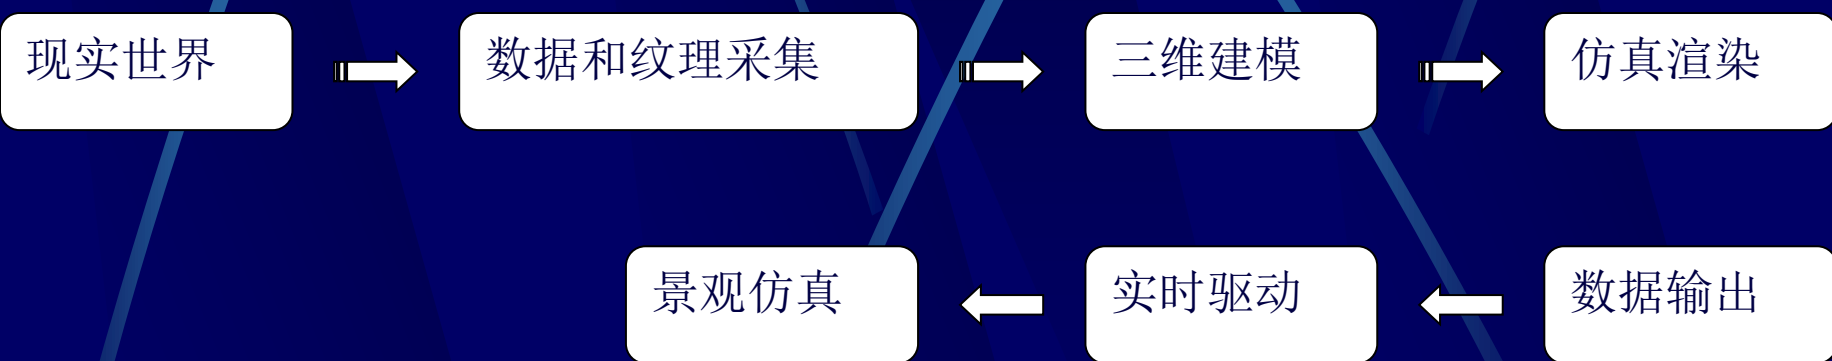 现实世界
数据和纹理采集
三维建模
仿真渲染
数据输出
实时驱动
景观仿真